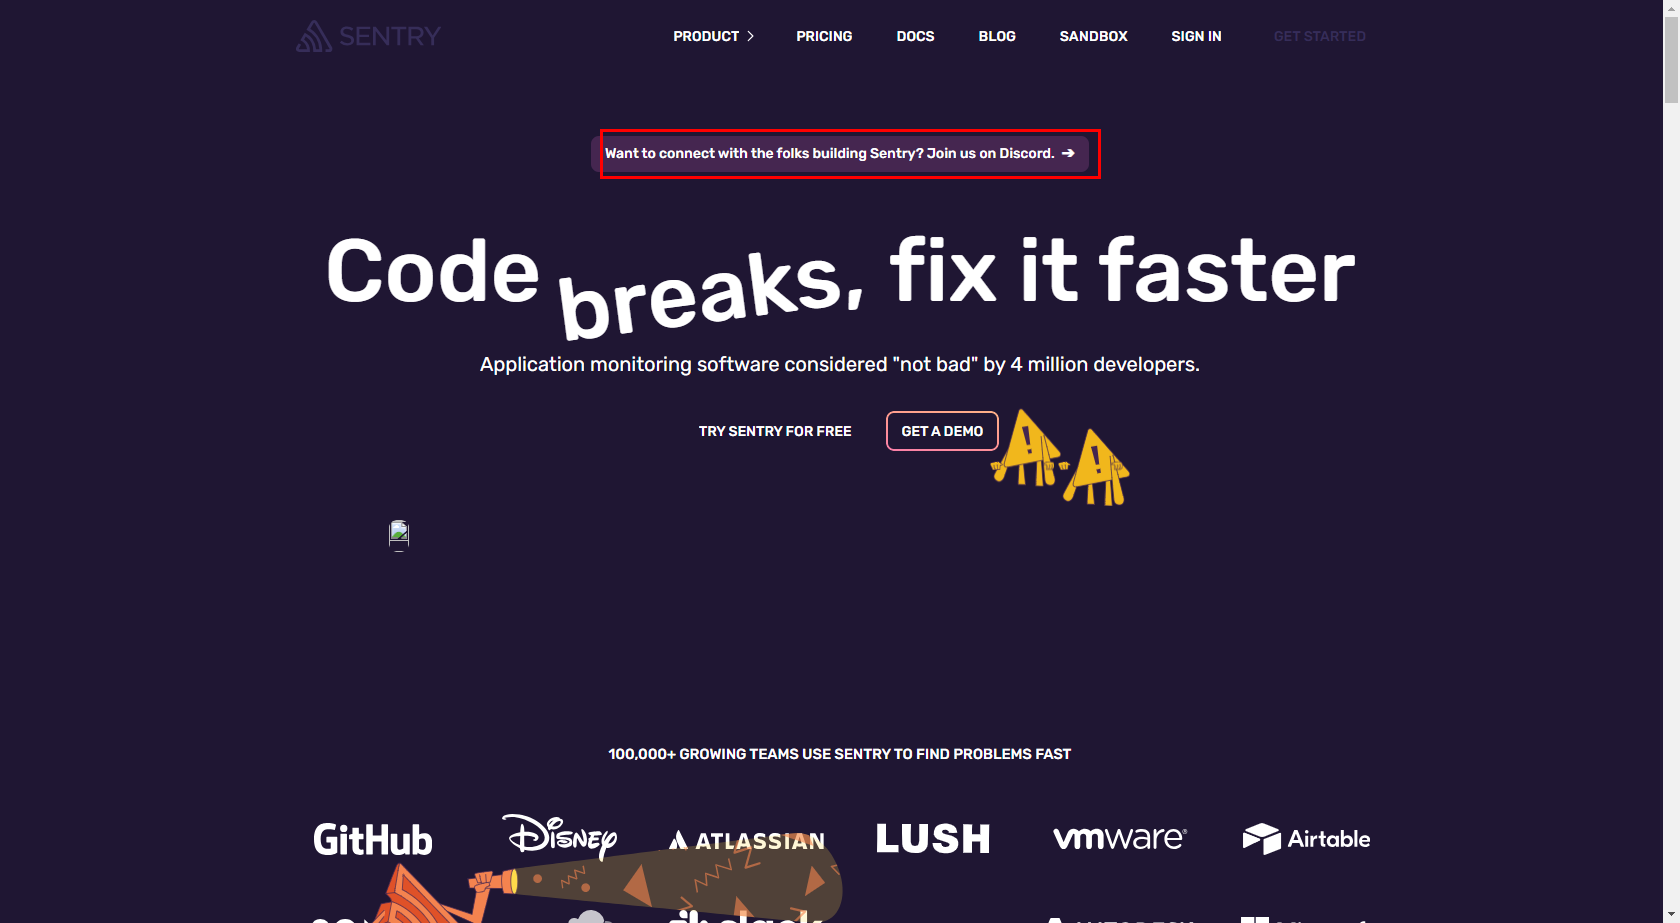 SENTRY
PRODUCT PRICING DOCS BLOG SANDBOX SIGN IN GET STARTED
Want to connect with the folks building Sentry? Join us on Discord. ➔
Code breaks, fix it faster
Application monitoring software considered "not bad" by 4 million developers.
TRY SENTRY FOR FREE GET A DEMO
100,000+ GROWING TEAMS USE SENTRY TO FIND PROBLEMS FAST
GitHub Disney ATLASSIAN LUSH vmware® Airtable
slack